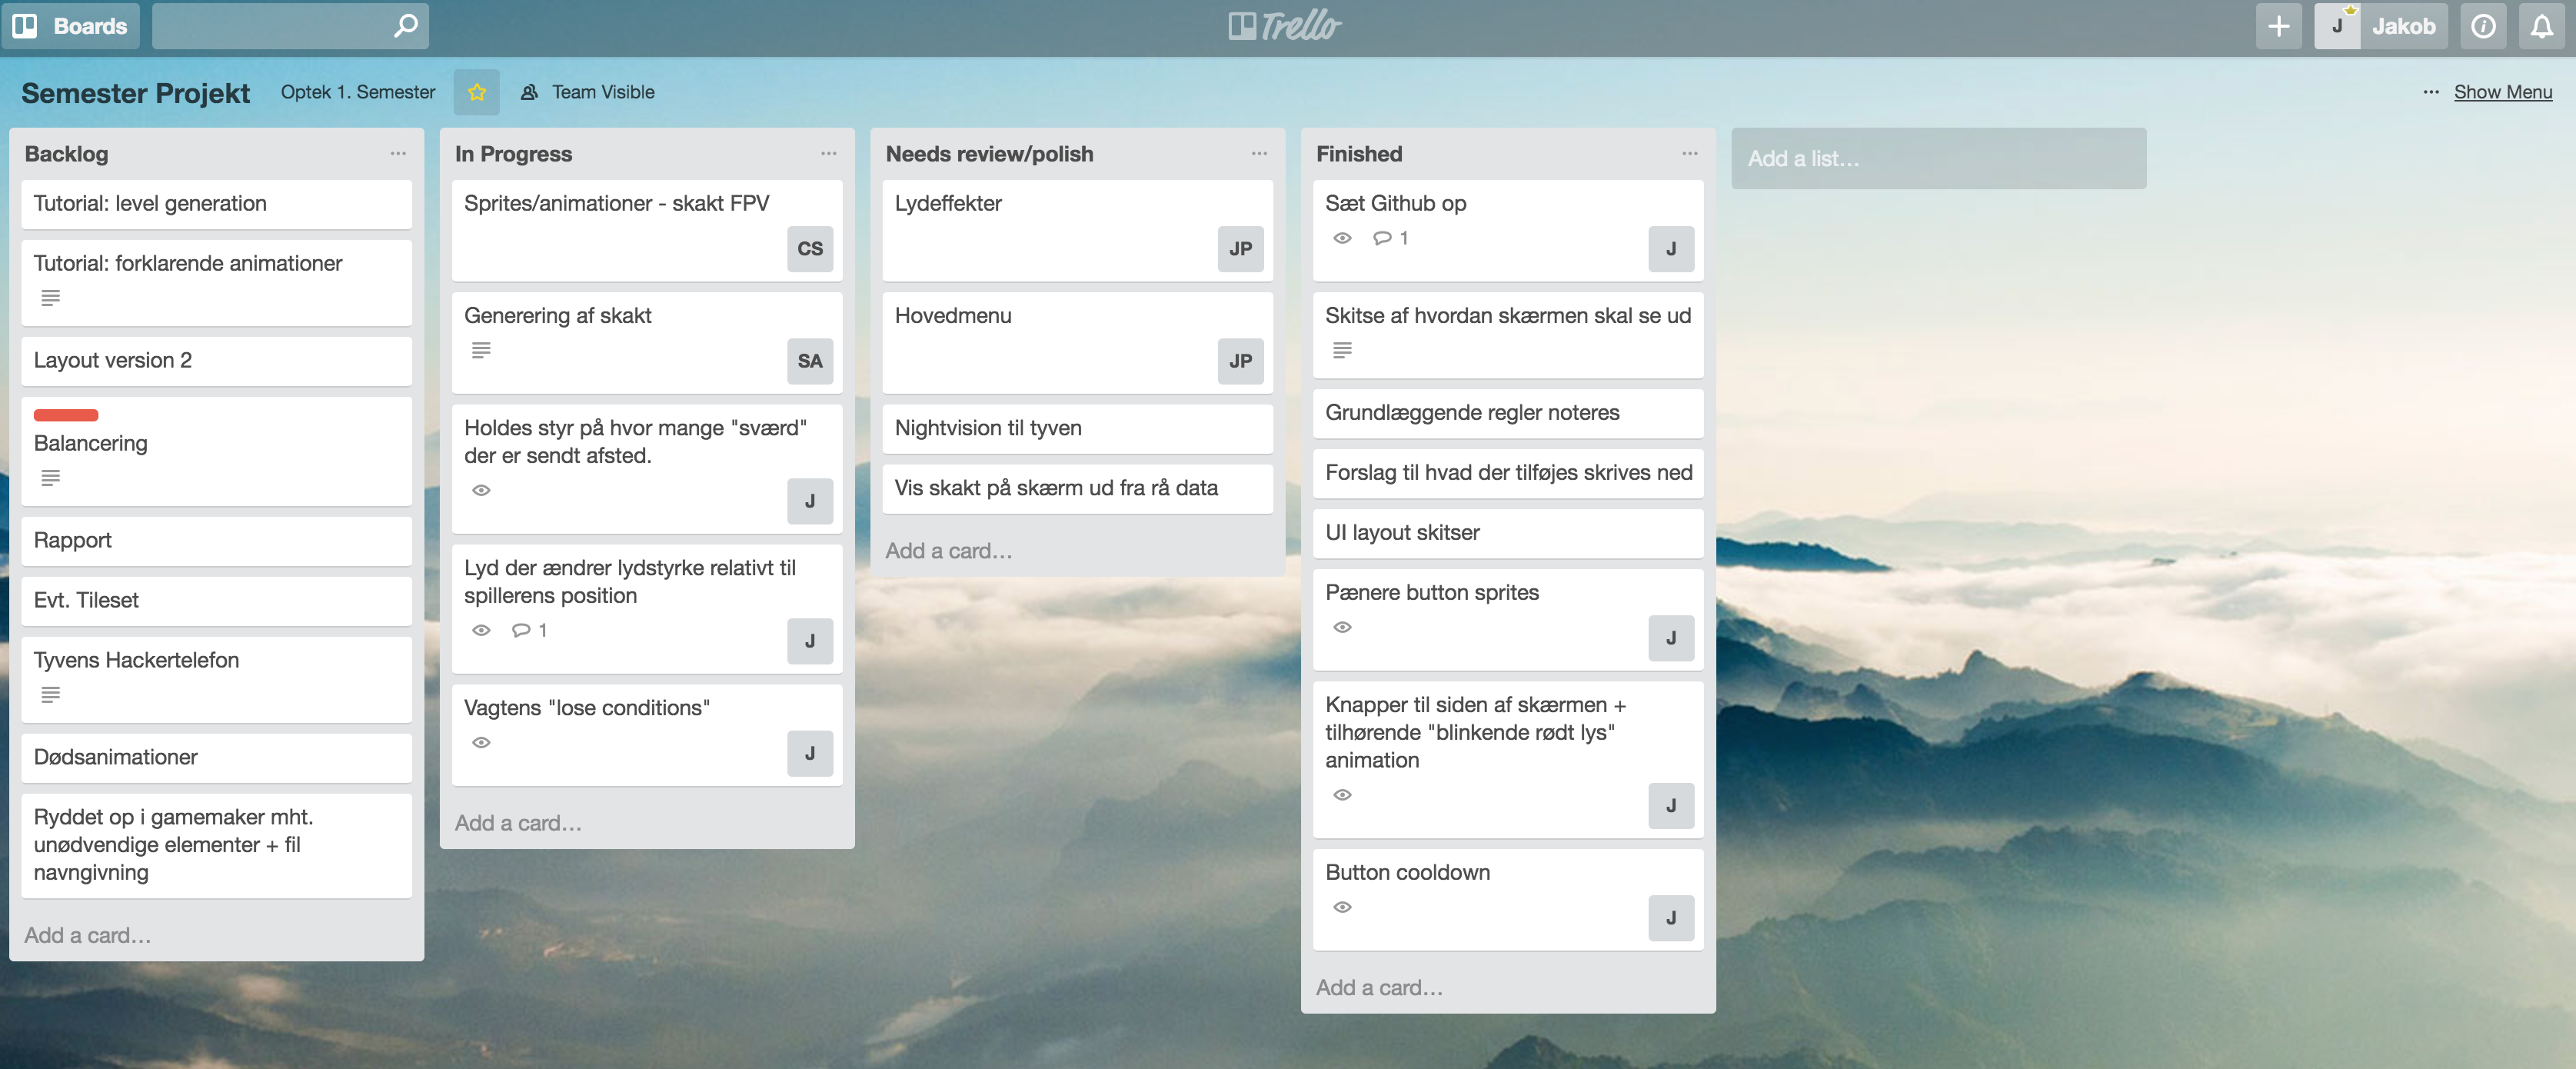 Boards
Trello
J
Jakob
Semester Projekt
Optek 1. Semester
Team Visible
... Show Menu
Backlog
Tutorial: level generation
Tutorial: forklarende animationer
Layout version 2
Balancering
Rapport
Evt. Tileset
Tyvens Hackertelefon
Dødsanimationer
Ryddet op i gamemaker mht.
unødvendige elementer + fil
navngivning
Add a card...
In Progress
Sprites/animationer - skakt FPV
CS
Generering af skakt
SA
Holdes styr på hvor mange "sværd"
der er sendt afsted.
J
Lyd der ændrer lydstyrke relativt til
spillerens position
1
J
Vagtens "lose conditions"
J
Add a card...
Needs review/polish
Lydeffekter
JP
Hovedmenu
JP
Nightvision til tyven
Vis skakt på skærm ud fra rå data
Add a card...
Finished
Sæt Github op
1
J
Skitse af hvordan skærmen skal se ud
Grundlæggende regler noteres
Forslag til hvad der tilføjes skrives ned
UI layout skitser
Pænere button sprites
J
Knapper til siden af skærmen +
tilhørende "blinkende rødt lys"
animation
J
Button cooldown
J
Add a card...
Add a list...